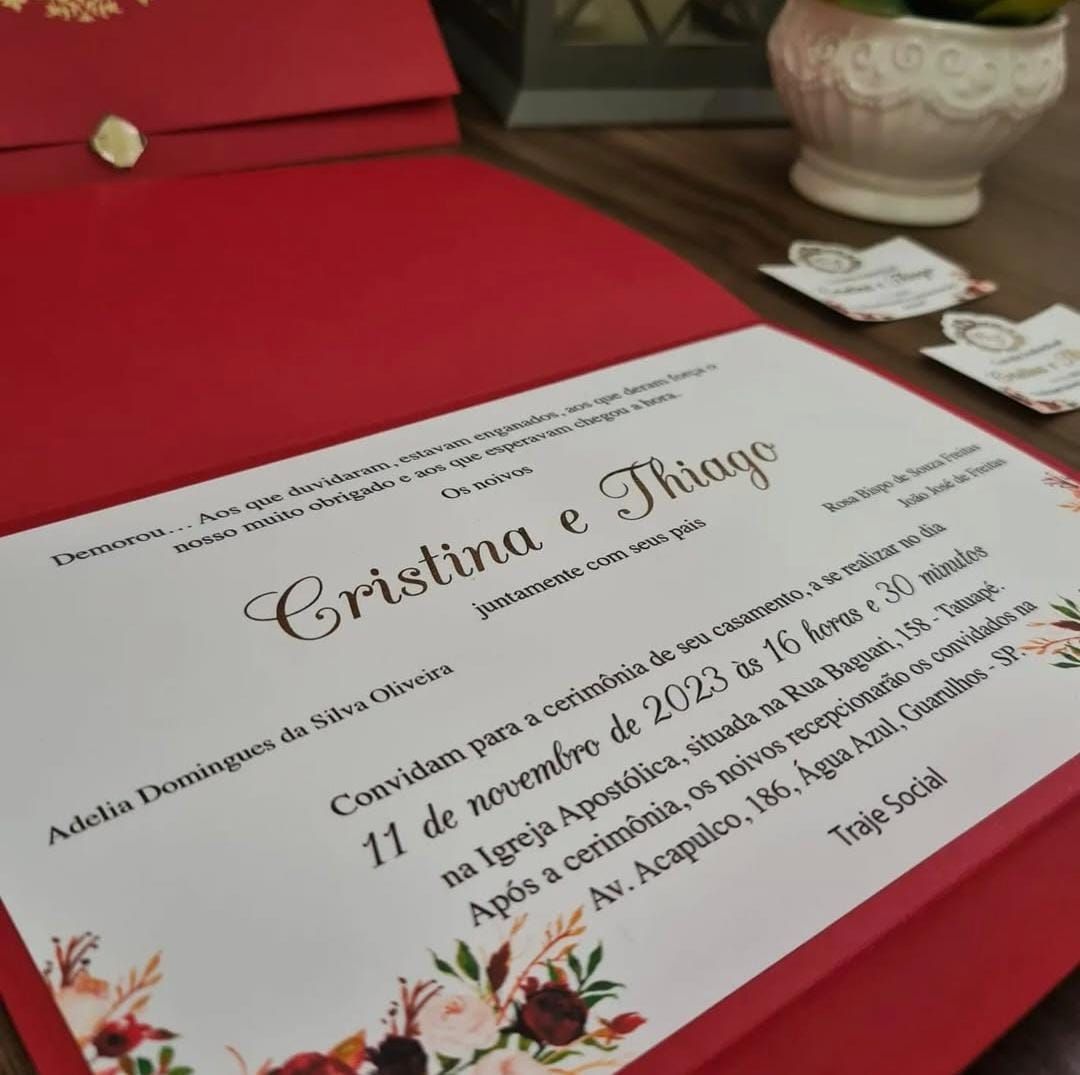 Demorou... Aos que duvidaram, estavam enganados, aos que deram força o
nosso muito obrigado e aos que esperavam chegou a hora.
Os noivos
Cristina e Thiago
juntamente com seus pais
Adelia Domingues da Silva Oliveira
Rosa Bispo de Souza Freitas
João José de Freitas
Convidam para a cerimônia de seu casamento, a se realizar no dia
11 de novembro de 2023 às 16 horas e 30 minutos
na Igreja Apostólica, situada na Rua Baguari, 158 - Tatuapé.
Após a cerimônia, os noivos recepcionarão os convidados na
Av. Acapulco, 186, Água Azul, Guarulhos - SP.
Traje Social
e Thiago